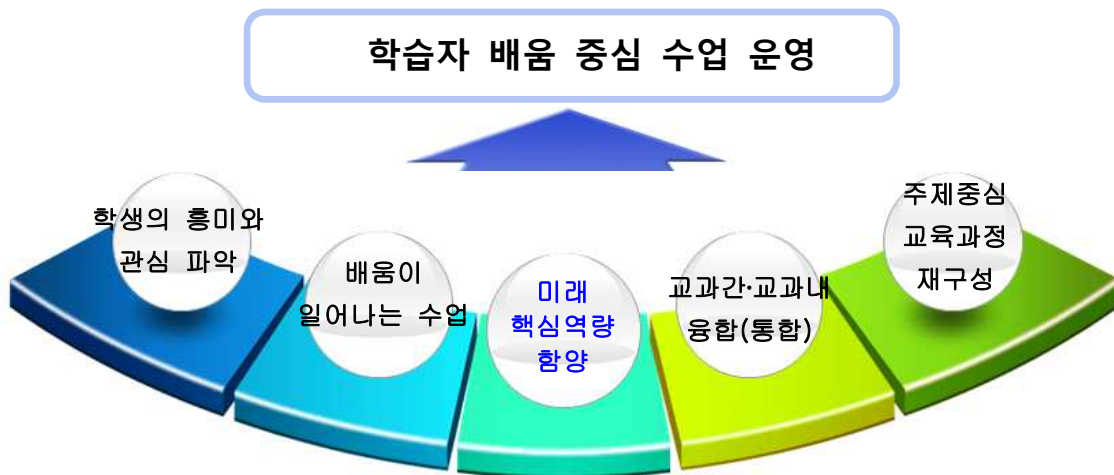 학습자 배움 중심 수업 운영
학생의 흥미와
관심 파악
배움이
일어나는 수업
미래
핵심역량
함양
교과간·교과내
융합(통합)
주제중심
교육과정
재구성